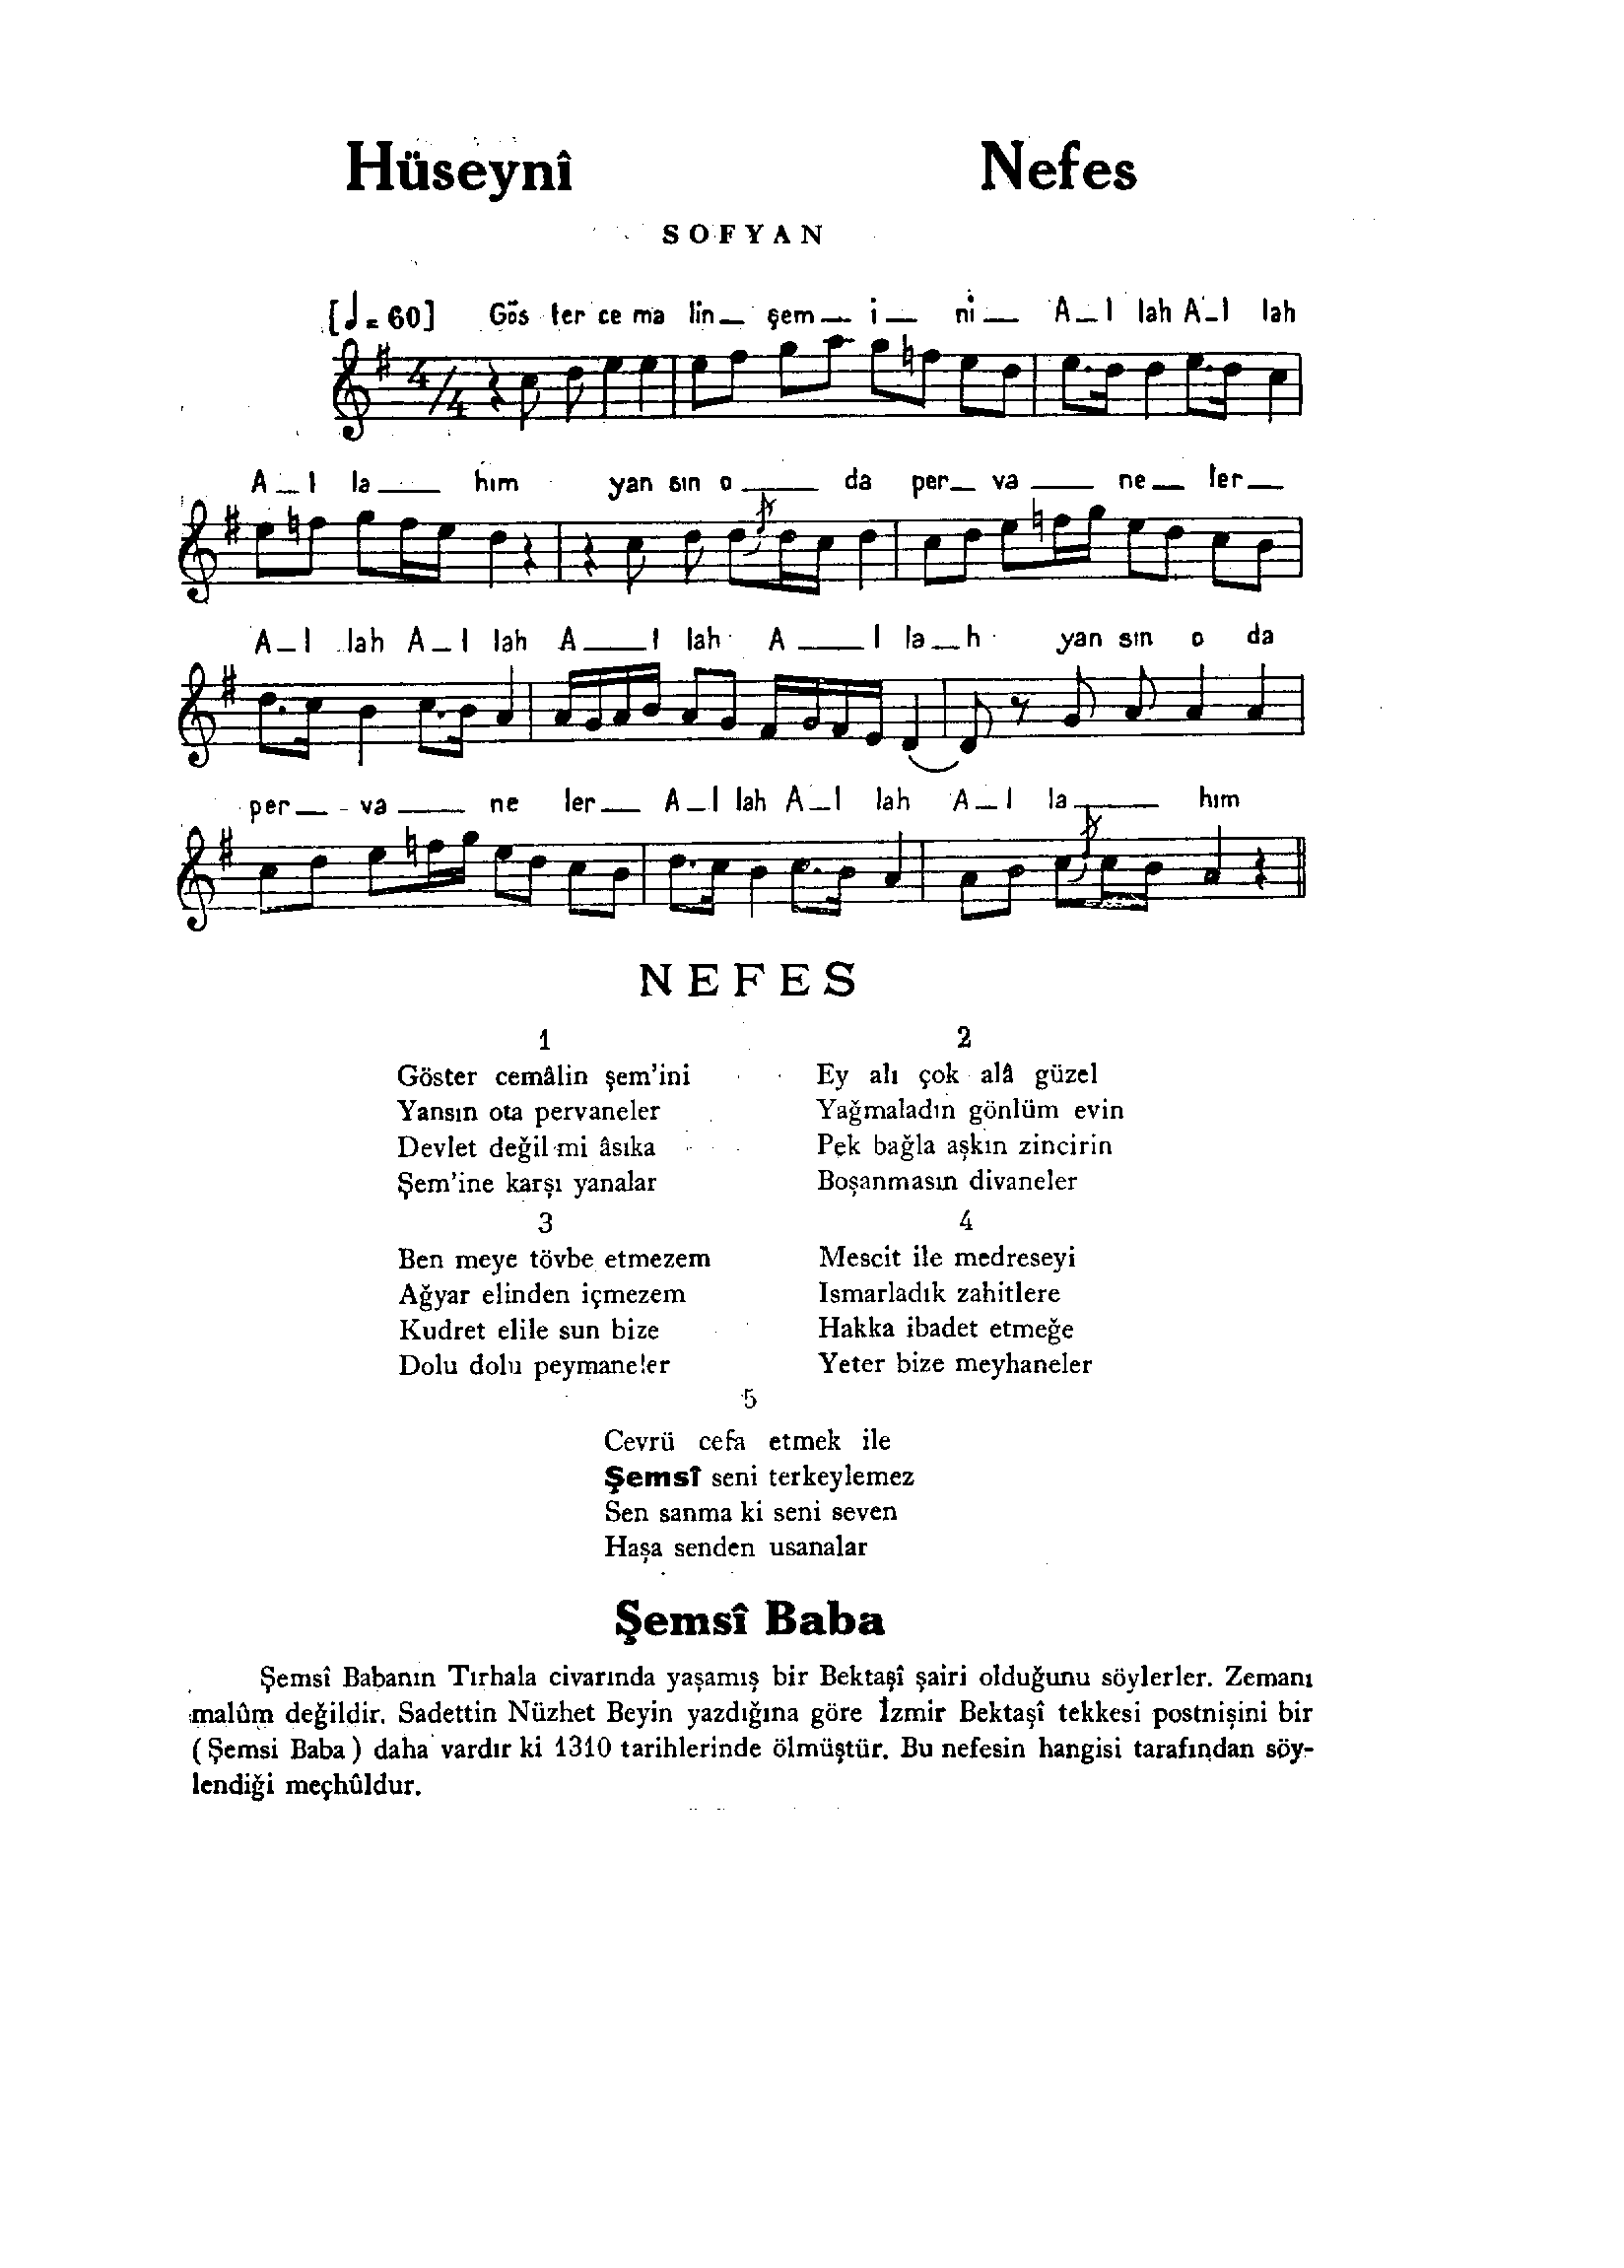 Hüseynî Nefes
SOFYAN
[♩= 60] Gös ter ce ma lin_ şem_ i_ ni_ A_l lah A_l lah
4/4
A_l la_ hım yan sın o_ da per_ va_ ne_ ler_
A_l lah A_l lah A_l lah A_l la_h yan sın o da
per_ va_ ne ler_ A_l lah A_l lah A_l la_ hım
NEFES
1
Göster cemâlin şem'ini
Yansın ota pervaneler
Devlet değil mi âsıka
Şem'ine karşı yanalar
2
Ey alı çok alâ güzel
Yağmaladın gönlüm evin
Pek bağla aşkın zincirin
Boşanmasın divaneler
3
Ben meye tövbe etmezem
Ağyar elinden içmezem
Kudret elile sun bize
Dolu dolu peymaneler
4
Mescit ile medreseyi
Ismarladık zahitlere
Hakka ibadet etmeğe
Yeter bize meyhaneler
5
Cevrü cefa etmek ile
Şemsî seni terkeylemez
Sen sanma ki seni seven
Haşa senden usanalar
Şemsî Baba
Şemsî Babanın Tırhala civarında yaşamış bir Bektaşî şairi olduğunu söylerler. Zemanı
malûm değildir. Sadettin Nüzhet Beyin yazdığına göre İzmir Bektaşî tekkesi postnişini bir
(Şemsi Baba) daha vardır ki 1310 tarihlerinde ölmüştür. Bu nefesin hangisi tarafından söy-
lendiği meçhûldur.